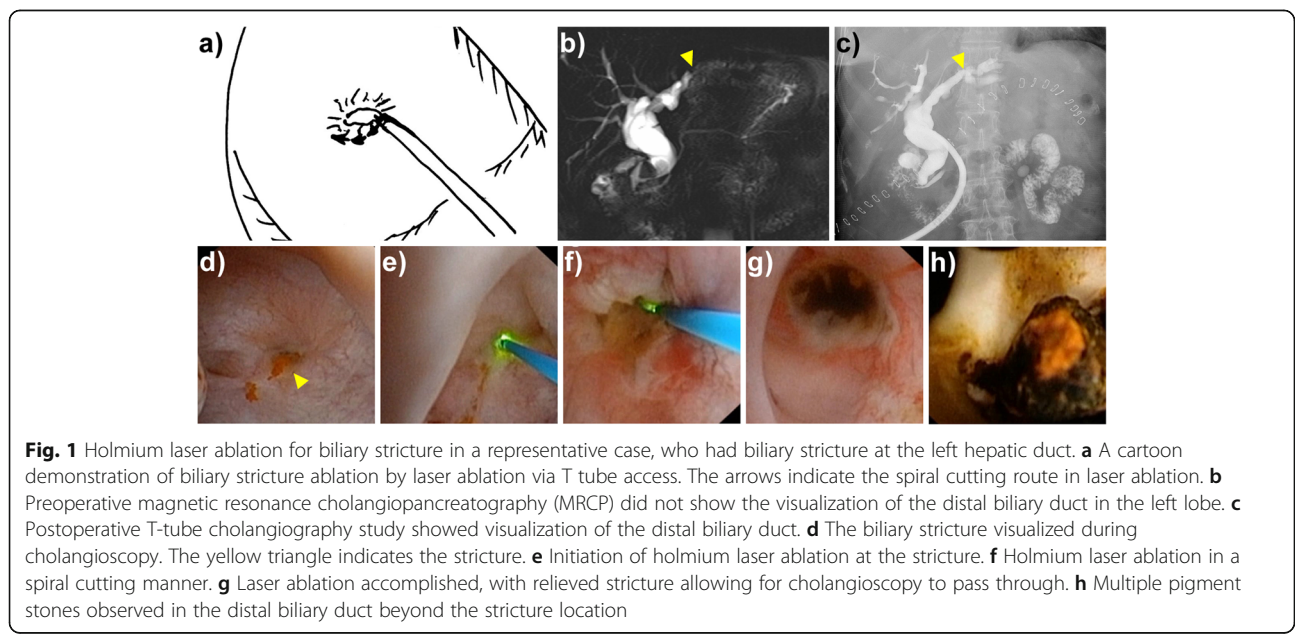 a)
b)
c)
d)
e)
f)
g)
h)
Fig. 1 Holmium laser ablation for biliary stricture in a representative case, who had biliary stricture at the left hepatic duct. a A cartoon
demonstration of biliary stricture ablation by laser ablation via T tube access. The arrows indicate the spiral cutting route in laser ablation. b
Preoperative magnetic resonance cholangiopancreatography (MRCP) did not show the visualization of the distal biliary duct in the left lobe. c
Postoperative T-tube cholangiography study showed visualization of the distal biliary duct. d The biliary stricture visualized during
cholangioscopy. The yellow triangle indicates the stricture. e Initiation of holmium laser ablation at the stricture. f Holmium laser ablation in a
spiral cutting manner. g Laser ablation accomplished, with relieved stricture allowing for cholangioscopy to pass through. h Multiple pigment
stones observed in the distal biliary duct beyond the stricture location